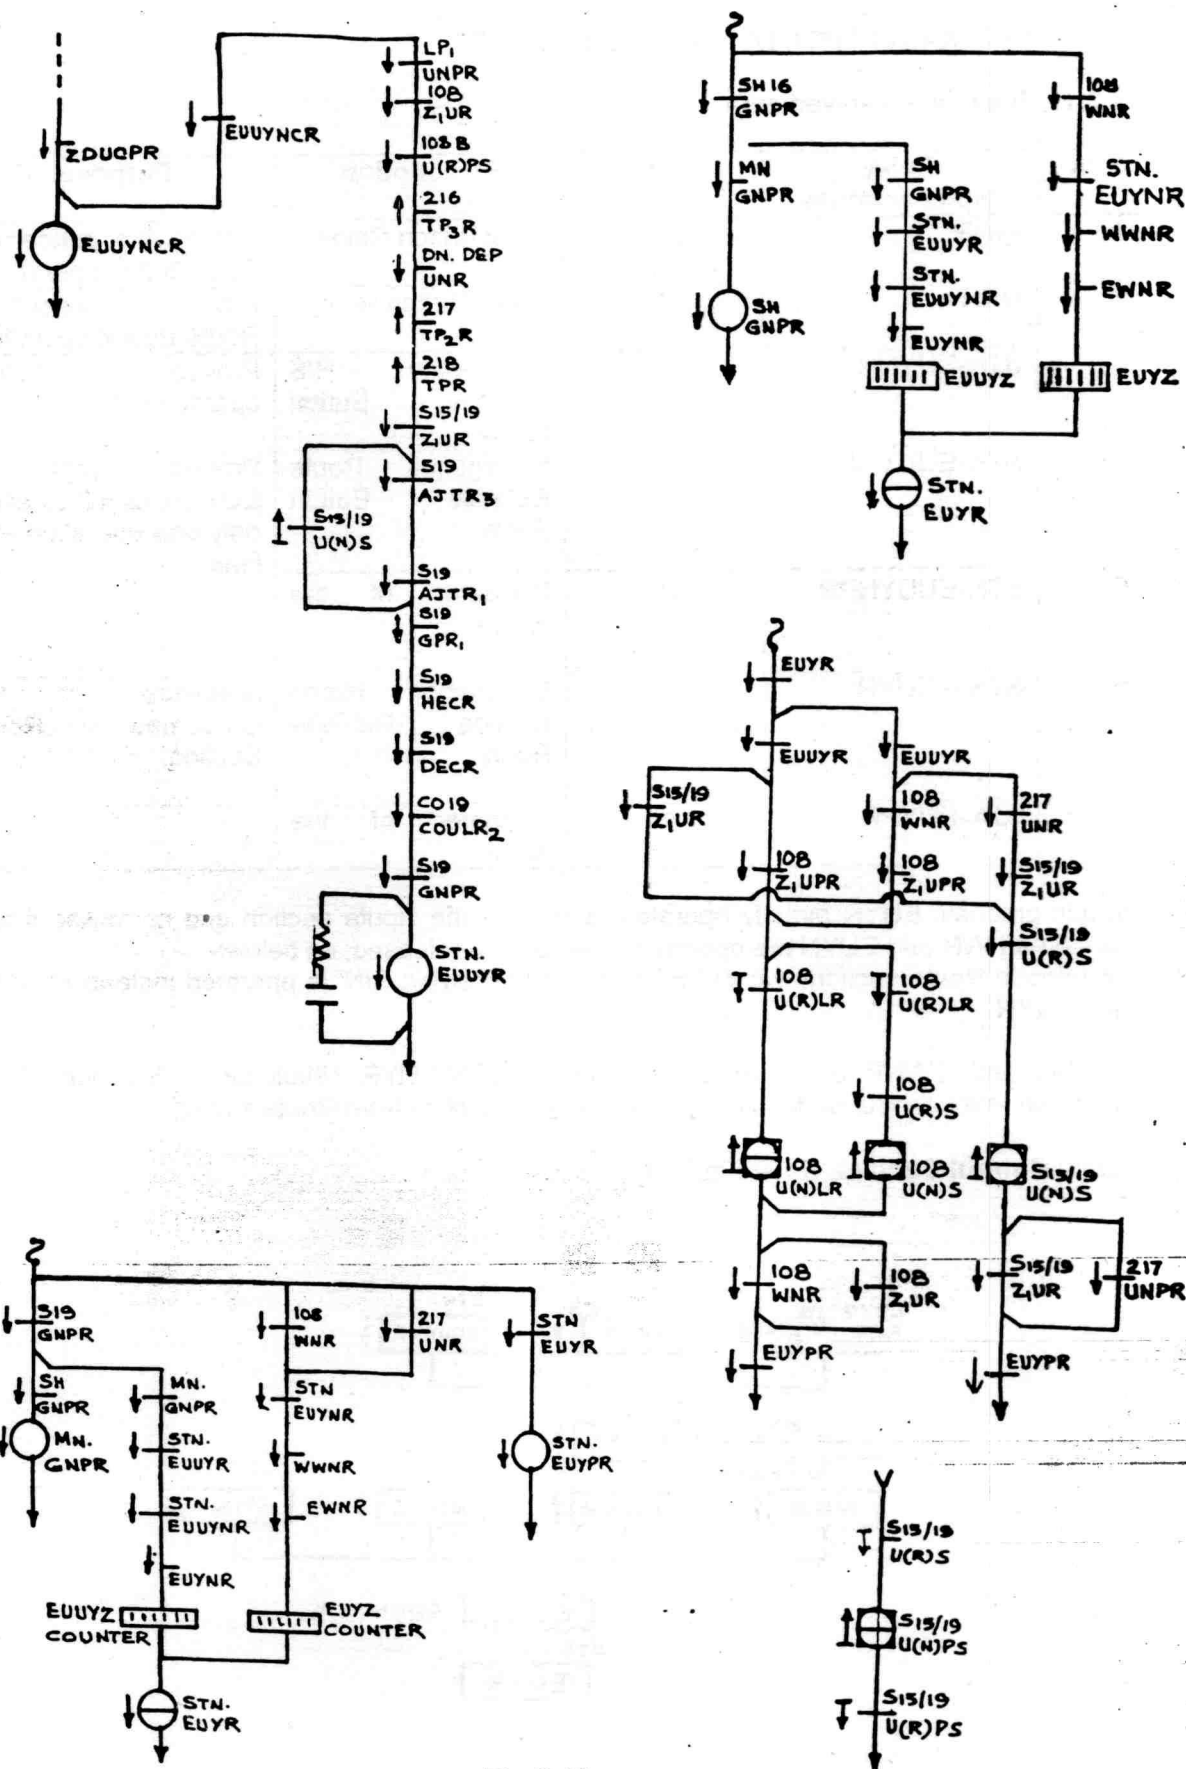 ZDUCPR
EUUYNCR
EUUYNCR
LP1
UNPR
108
Z1UR
108B
U(R)PS
216
TP3R
DN. DEP
UNR
217
TP2R
218
TPR
S15/19
Z1UR
S19
AJTR3
S15/19
U(N)S
S19
AJTR1
S19
GPR1
S19
HECR
S19
DECR
CO19
COULR2
S19
GNPR
STN.
EUUYR
SH16
GNPR
MN
GNPR
SH
GNPR
SH
GNPR
STN.
EUUYR
STN.
EUUYNR
EUYNR
EUUYZ
108
WNR
STN.
EUYNR
WWNR
EWNR
EUYZ
STN.
EUYR
EUYR
EUUYR
EUUYR
S15/19
Z1UR
108
WNR
217
UNR
108
Z1UPR
108
Z1UPR
S15/19
Z1UR
S15/19
U(R)S
108
U(R)LR
108
U(R)LR
108
U(R)S
108
U(N)LR
108
U(N)S
S15/19
U(N)S
108
WNR
108
Z1UR
S15/19
Z1UR
217
UNPR
EUYPR
EUYPR
S19
GNPR
SH
GNPR
MN.
GNPR
MN.
GNPR
STN.
EUUYR
STN.
EUUYNR
EUYNR
EUUYZ
COUNTER
108
WNR
217
UNR
STN
EUYNR
WWNR
EWNR
EUYZ
COUNTER
STN
EUYR
STN.
EUYPR
STN.
EUYR
S15/19
U(R)S
S15/19
U(N)PS
S15/19
U(R)PS